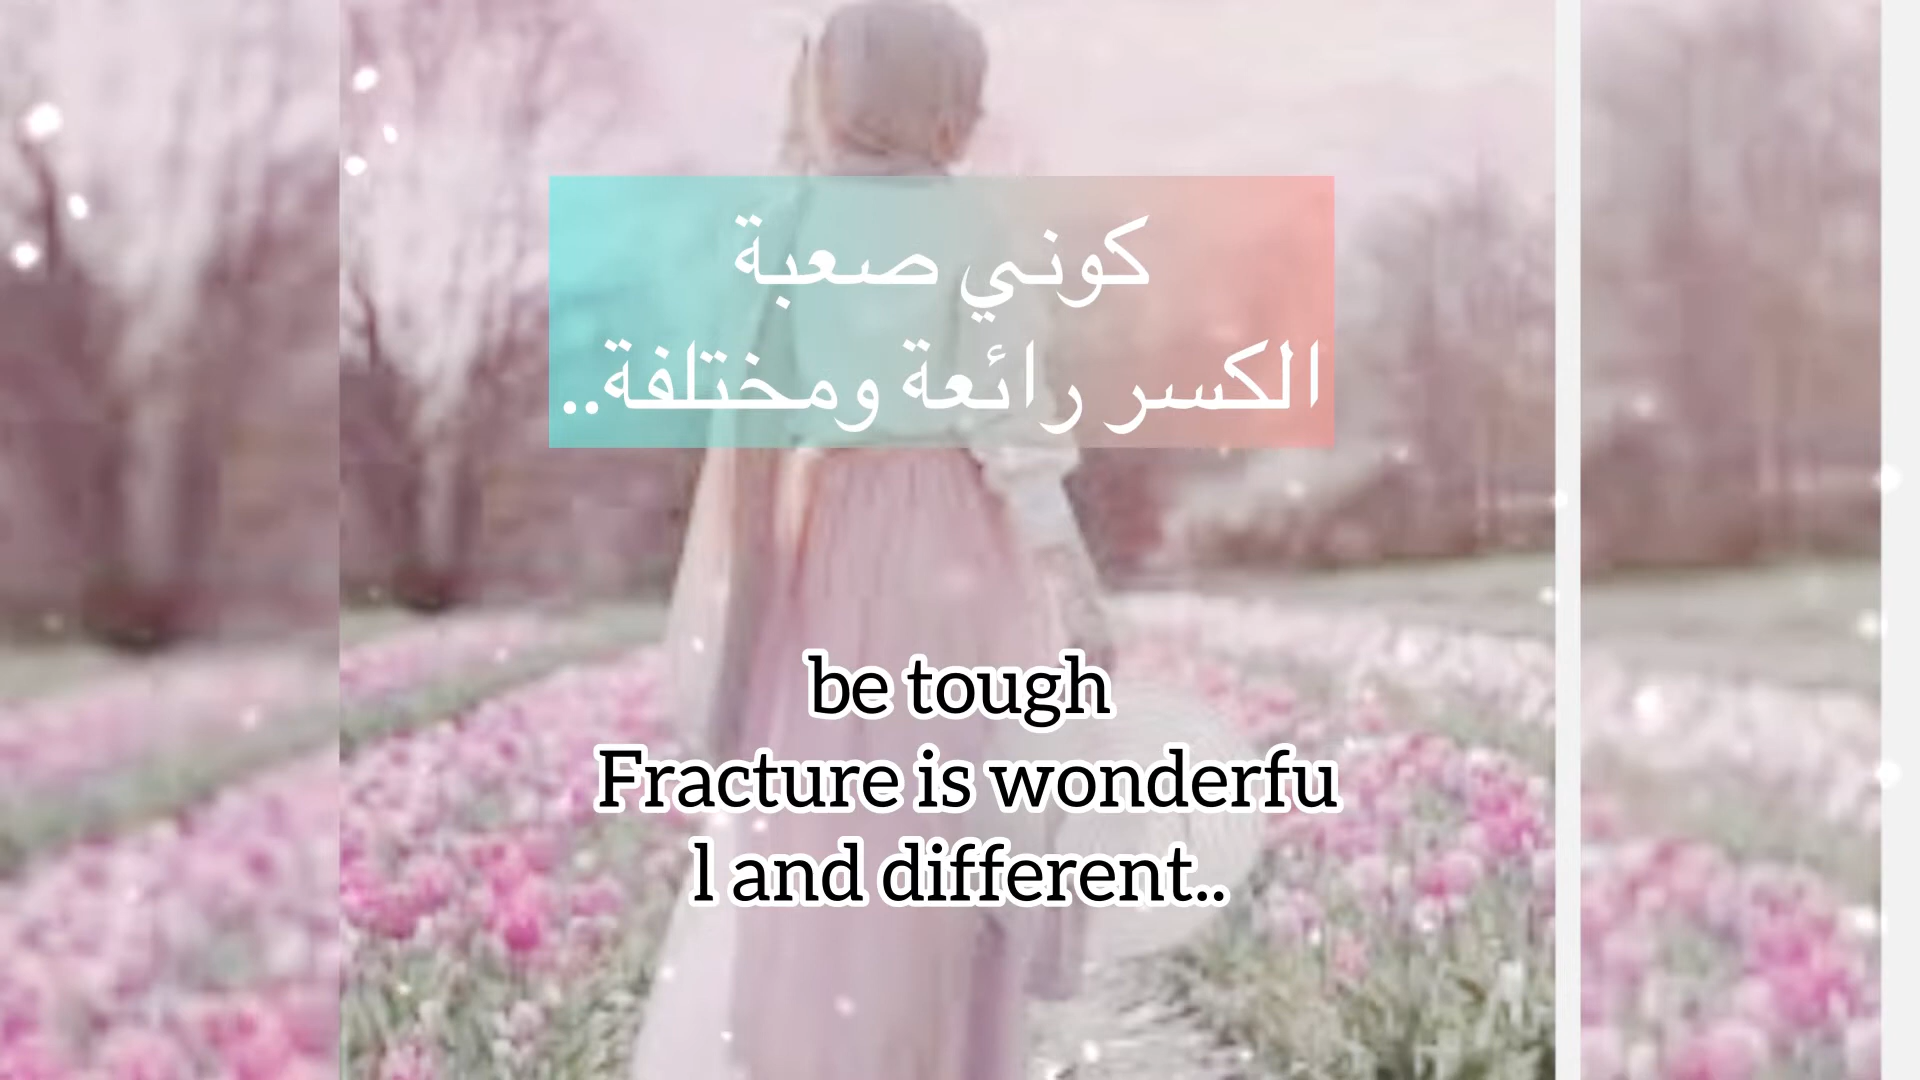 كوني صعبة
الكسر رائعة ومختلفة..
be tough
Fracture is wonderfu
l and different..